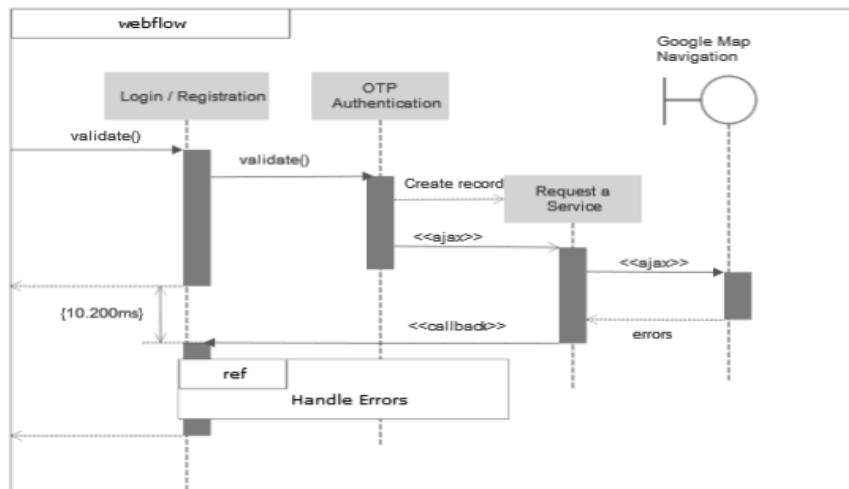 webflow
Google Map
Navigation
Login / Registration
OTP
Authentication
validate()
validate()
Create record
Request a
Service
<<ajax>>
<<ajax>>
{10.200ms}
<<callback>>
errors
ref
Handle Errors